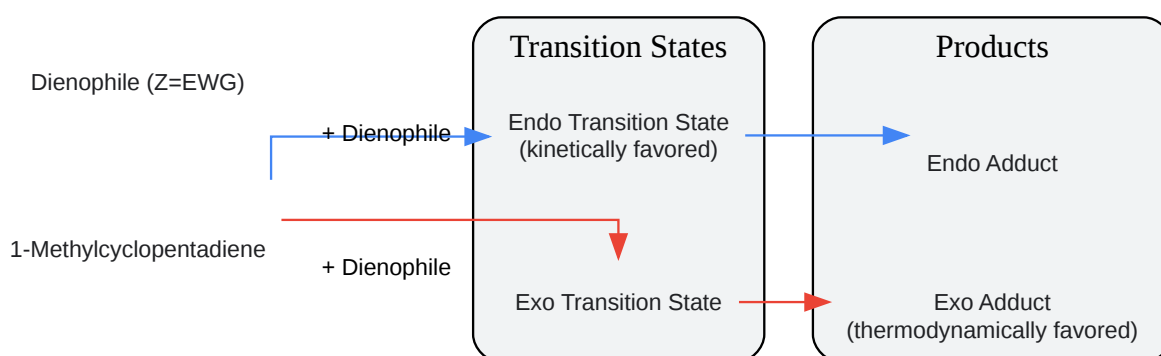 Transition States
Products
Dienophile (Z=EWG)
+ Dienophile
Endo Transition State
(kinetically favored)
Endo Adduct
1-Methylcyclopentadiene
+ Dienophile
Exo Transition State
Exo Adduct
(thermodynamically favored)